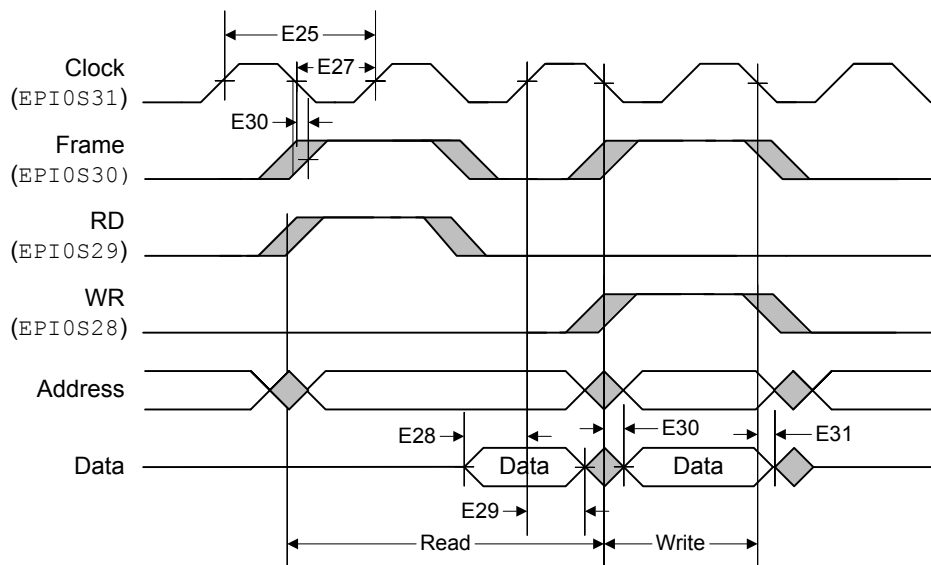 E25
Clock
E27
(EPI0S31)
E30
Frame
(EPI0S30)
RD
(EPI0S29)
WR
(EPI0S28)
Address
E28
E30
E31
Data
Data
Data
E29
Read
Write